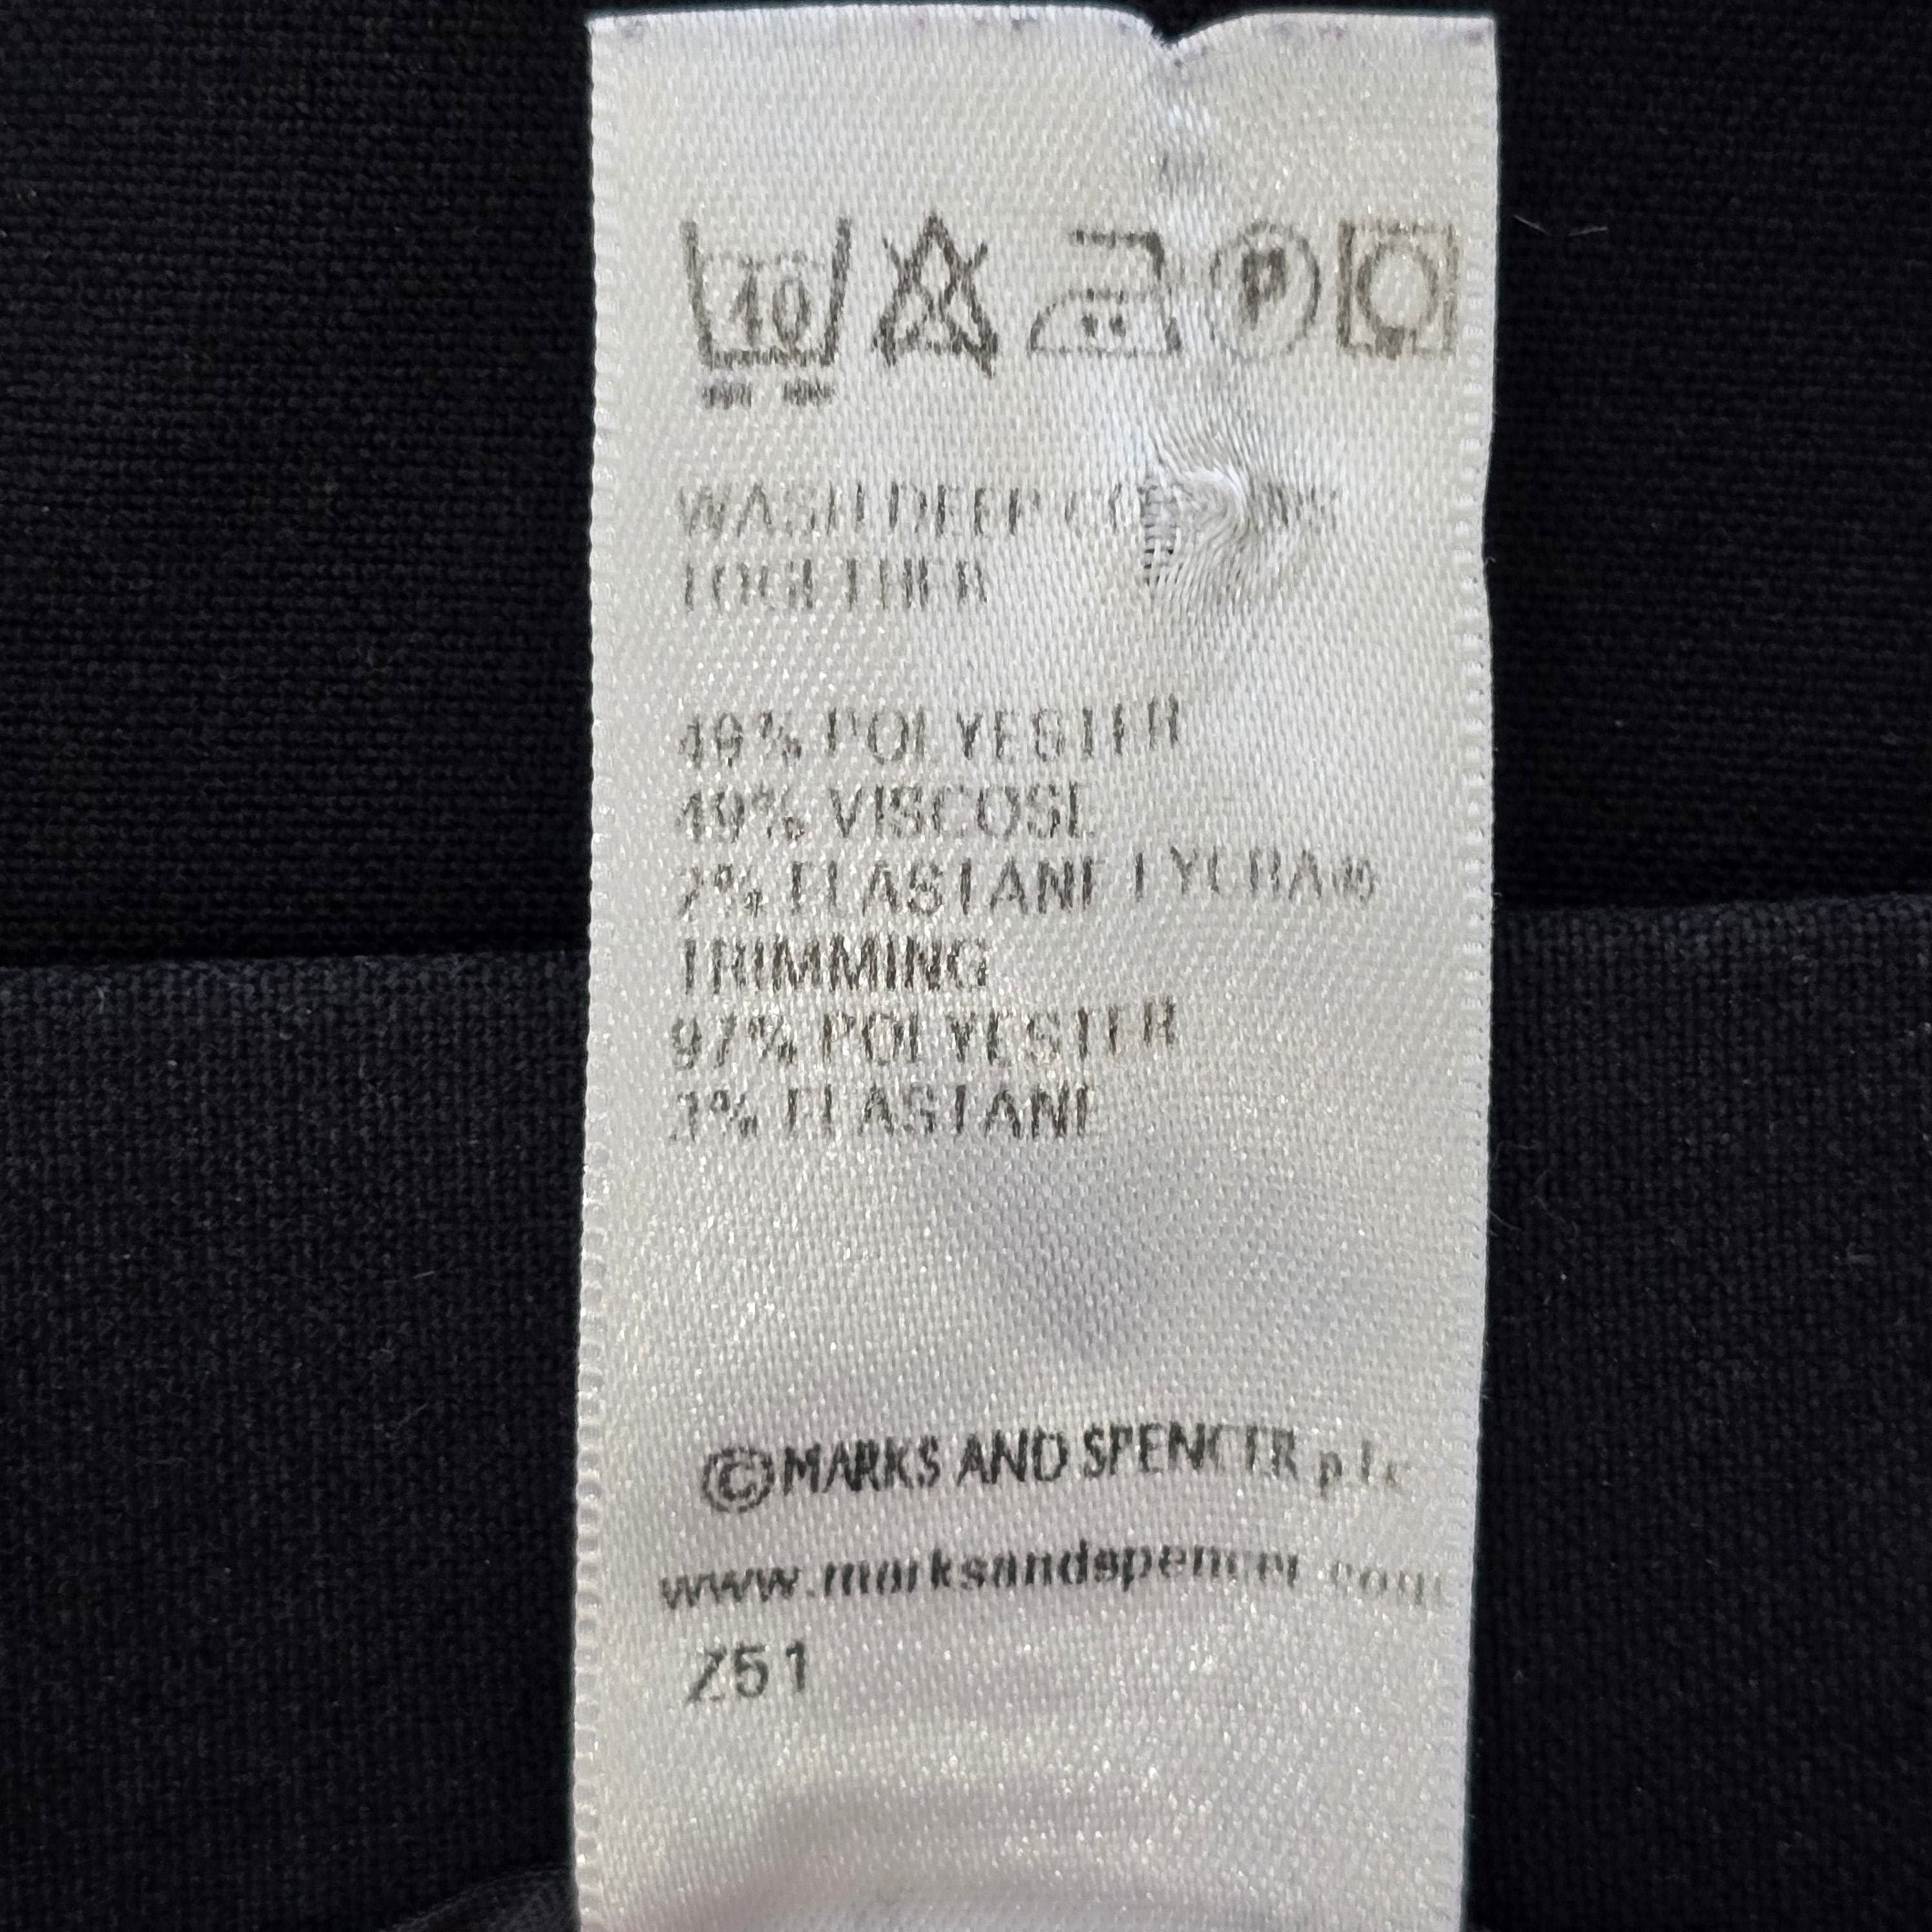 40
P
WASH DEEP COLOURS
TOGETHER
49% POLYESTER
49% VISCOSE
2% ELASTANE LYCRA®
TRIMMING
97% POLYESTER
3% ELASTANE
©MARKS AND SPENCER p.l.c
www.marksandspencer.com
Z51